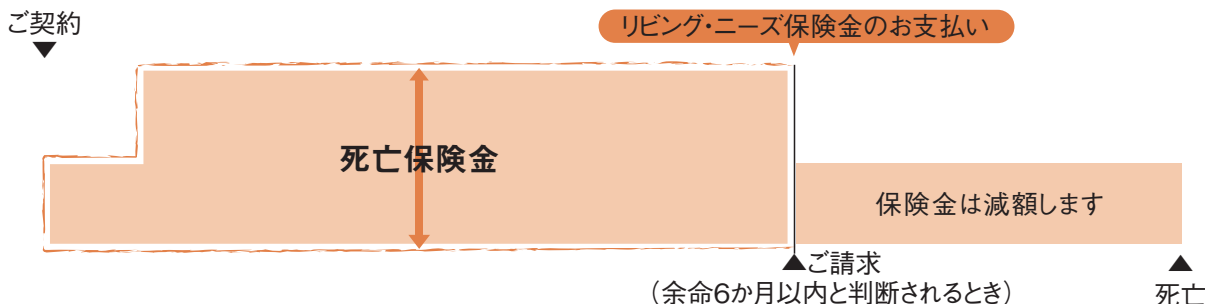 ご契約
▼
リビング・ニーズ保険金のお支払い
死亡保険金
保険金は減額します
▲ご請求
（余命6か月以内と判断されるとき）
▲
死亡